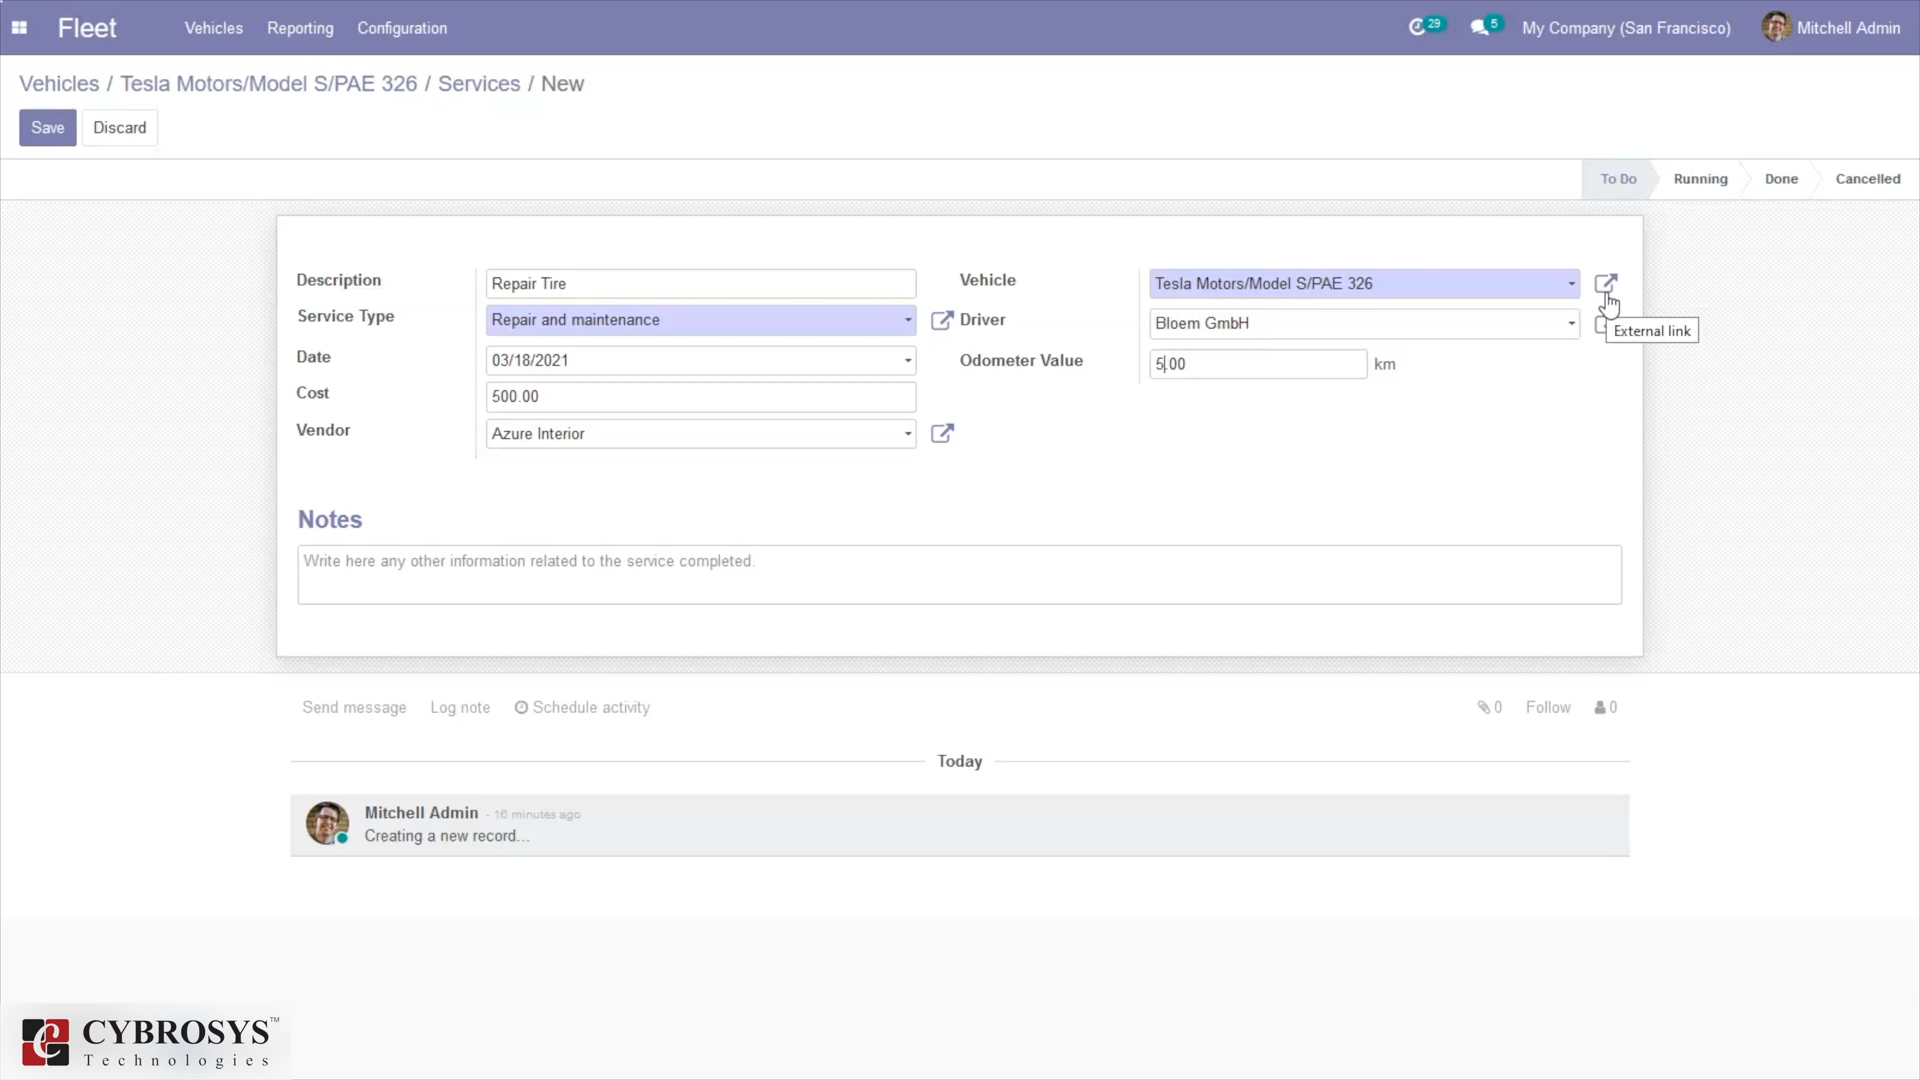 Fleet Vehicles Reporting Configuration 29 5 My Company (San Francisco) Mitchell Admin
Vehicles / Tesla Motors/Model S/PAE 326 / Services / New
Save Discard
To Do Running Done Cancelled
Description Repair Tire Vehicle Tesla Motors/Model S/PAE 326
Service Type Repair and maintenance Driver Bloem GmbH
External link
Date 03/18/2021 Odometer Value 5.00 km
Cost 500.00
Vendor Azure Interior
Notes
Write here any other information related to the service completed.
Send message Log note Schedule activity 0 Follow 0
Today
Mitchell Admin - 16 minutes ago
Creating a new record...
CYBROSYS™
Technologies